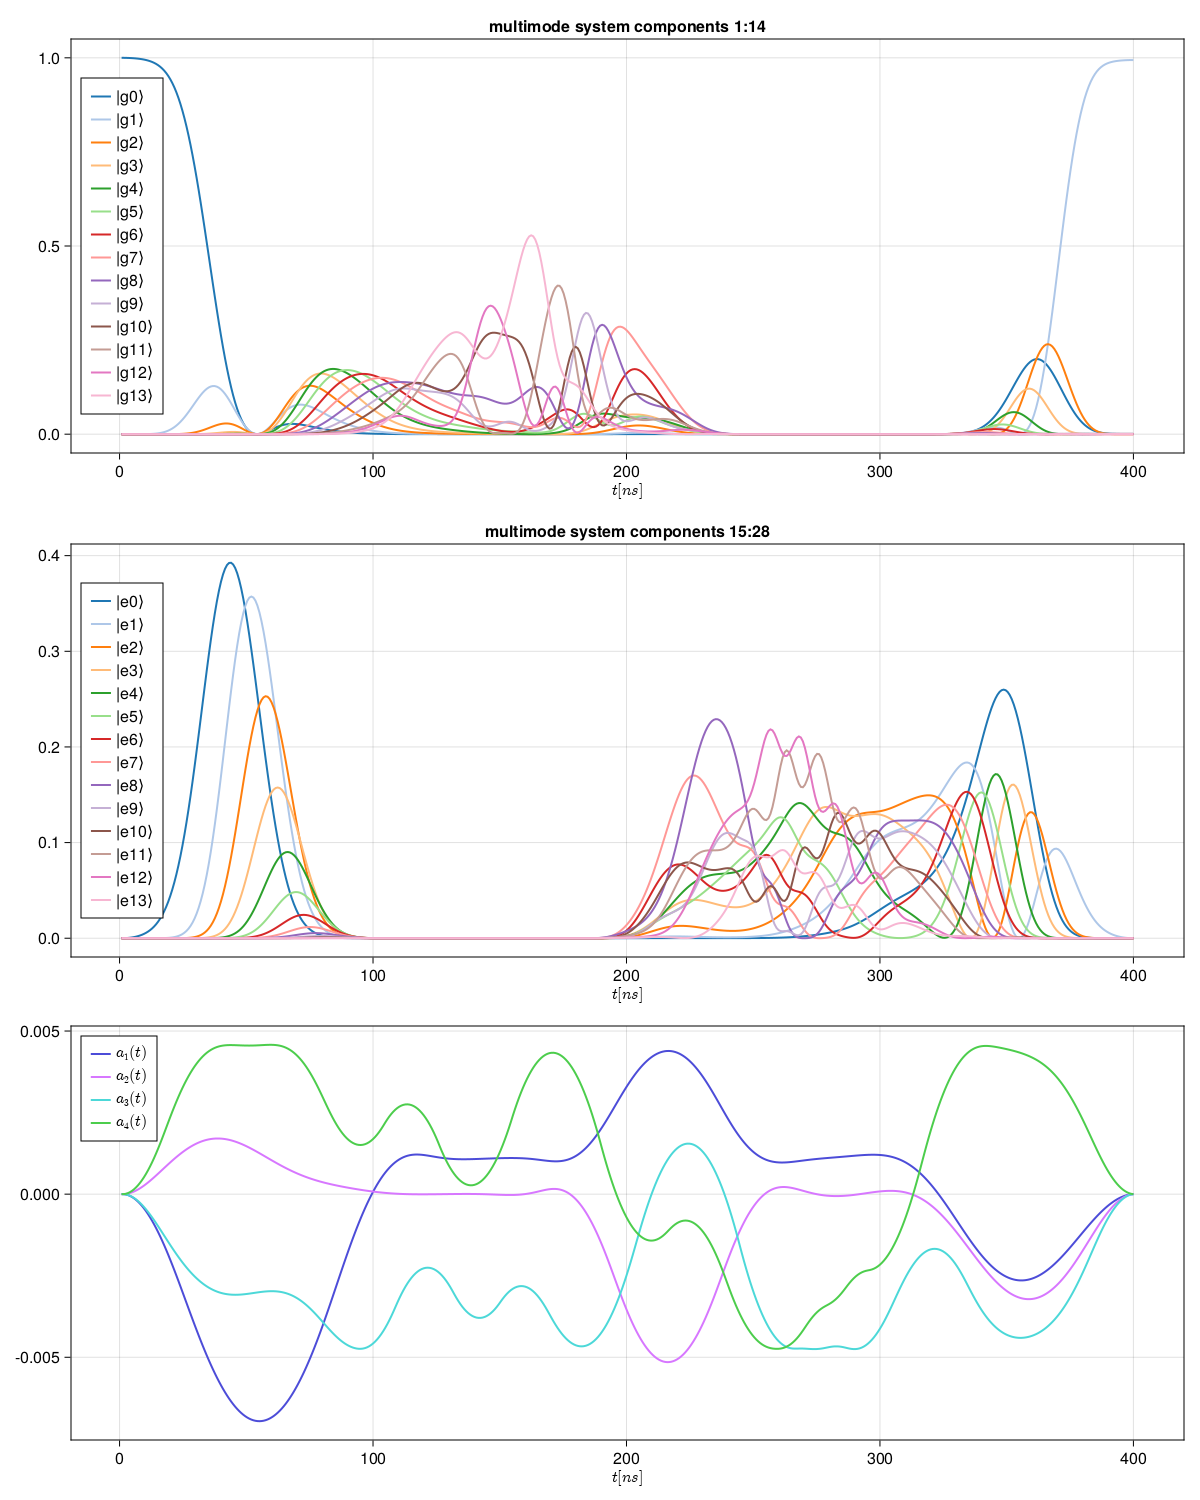 multimode system components 1:14
1.0
0.5
0.0
|g0⟩
|g1⟩
|g2⟩
|g3⟩
|g4⟩
|g5⟩
|g6⟩
|g7⟩
|g8⟩
|g9⟩
|g10⟩
|g11⟩
|g12⟩
|g13⟩
0 100 200 300 400
t[ns]
multimode system components 15:28
0.4
0.3
0.2
0.1
0.0
|e0⟩
|e1⟩
|e2⟩
|e3⟩
|e4⟩
|e5⟩
|e6⟩
|e7⟩
|e8⟩
|e9⟩
|e10⟩
|e11⟩
|e12⟩
|e13⟩
0 100 200 300 400
t[ns]
0.005
0.000
-0.005
a₁(t)
a₂(t)
a₃(t)
a₄(t)
0 100 200 300 400
t[ns]